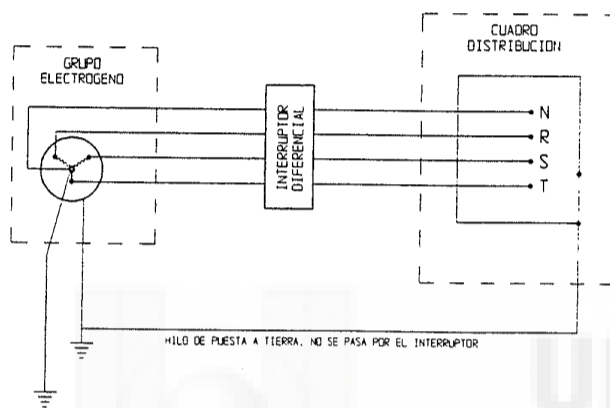 CUADRO
DISTRIBUCION
GRUPO
ELECTROGENO
INTERRUPTOR
DIFERENCIAL
N
R
S
T
HILO DE PUESTA A TIERRA, NO SE PASA POR EL INTERRUPTOR